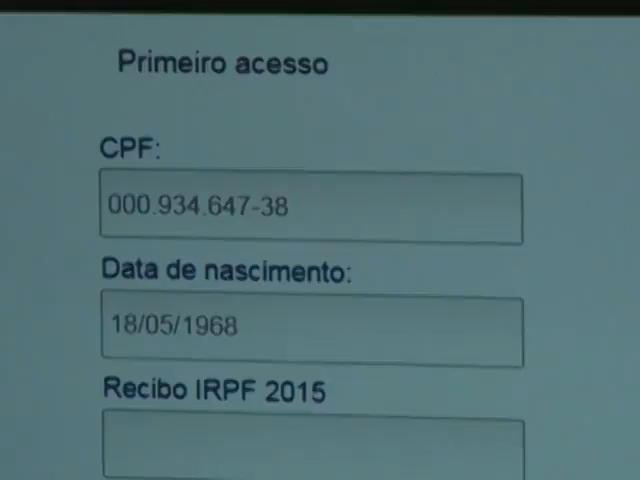 Primeiro acesso
CPF:
000.934.647-38
Data de nascimento:
18/05/1968
Recibo IRPF 2015